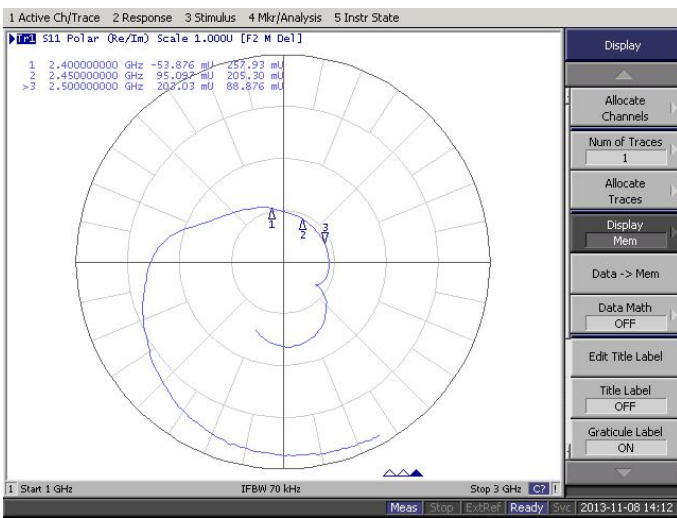 1 Active Ch/Trace 2 Response 3 Stimulus 4 Mkr/Analysis 5 Instr State
Tr1 S11 Polar (Re/Im) Scale 1.000U [F2 M Del]
1 2.400000000 GHz -53.876 mU 257.93 mU
2 2.450000000 GHz 95.097 mU 205.30 mU
>3 2.500000000 GHz 203.03 mU 88.876 mU
1
2
3
1 Start 1 GHz
IFBW 70 kHz
Stop 3 GHz C? !
Display
Allocate
Channels
Num of Traces
1
Allocate
Traces
Display
Mem
Data -> Mem
Data Math
OFF
Edit Title Label
Title Label
OFF
Graticule Label
ON
Meas Stop ExtRef Ready Svc 2013-11-08 14:12